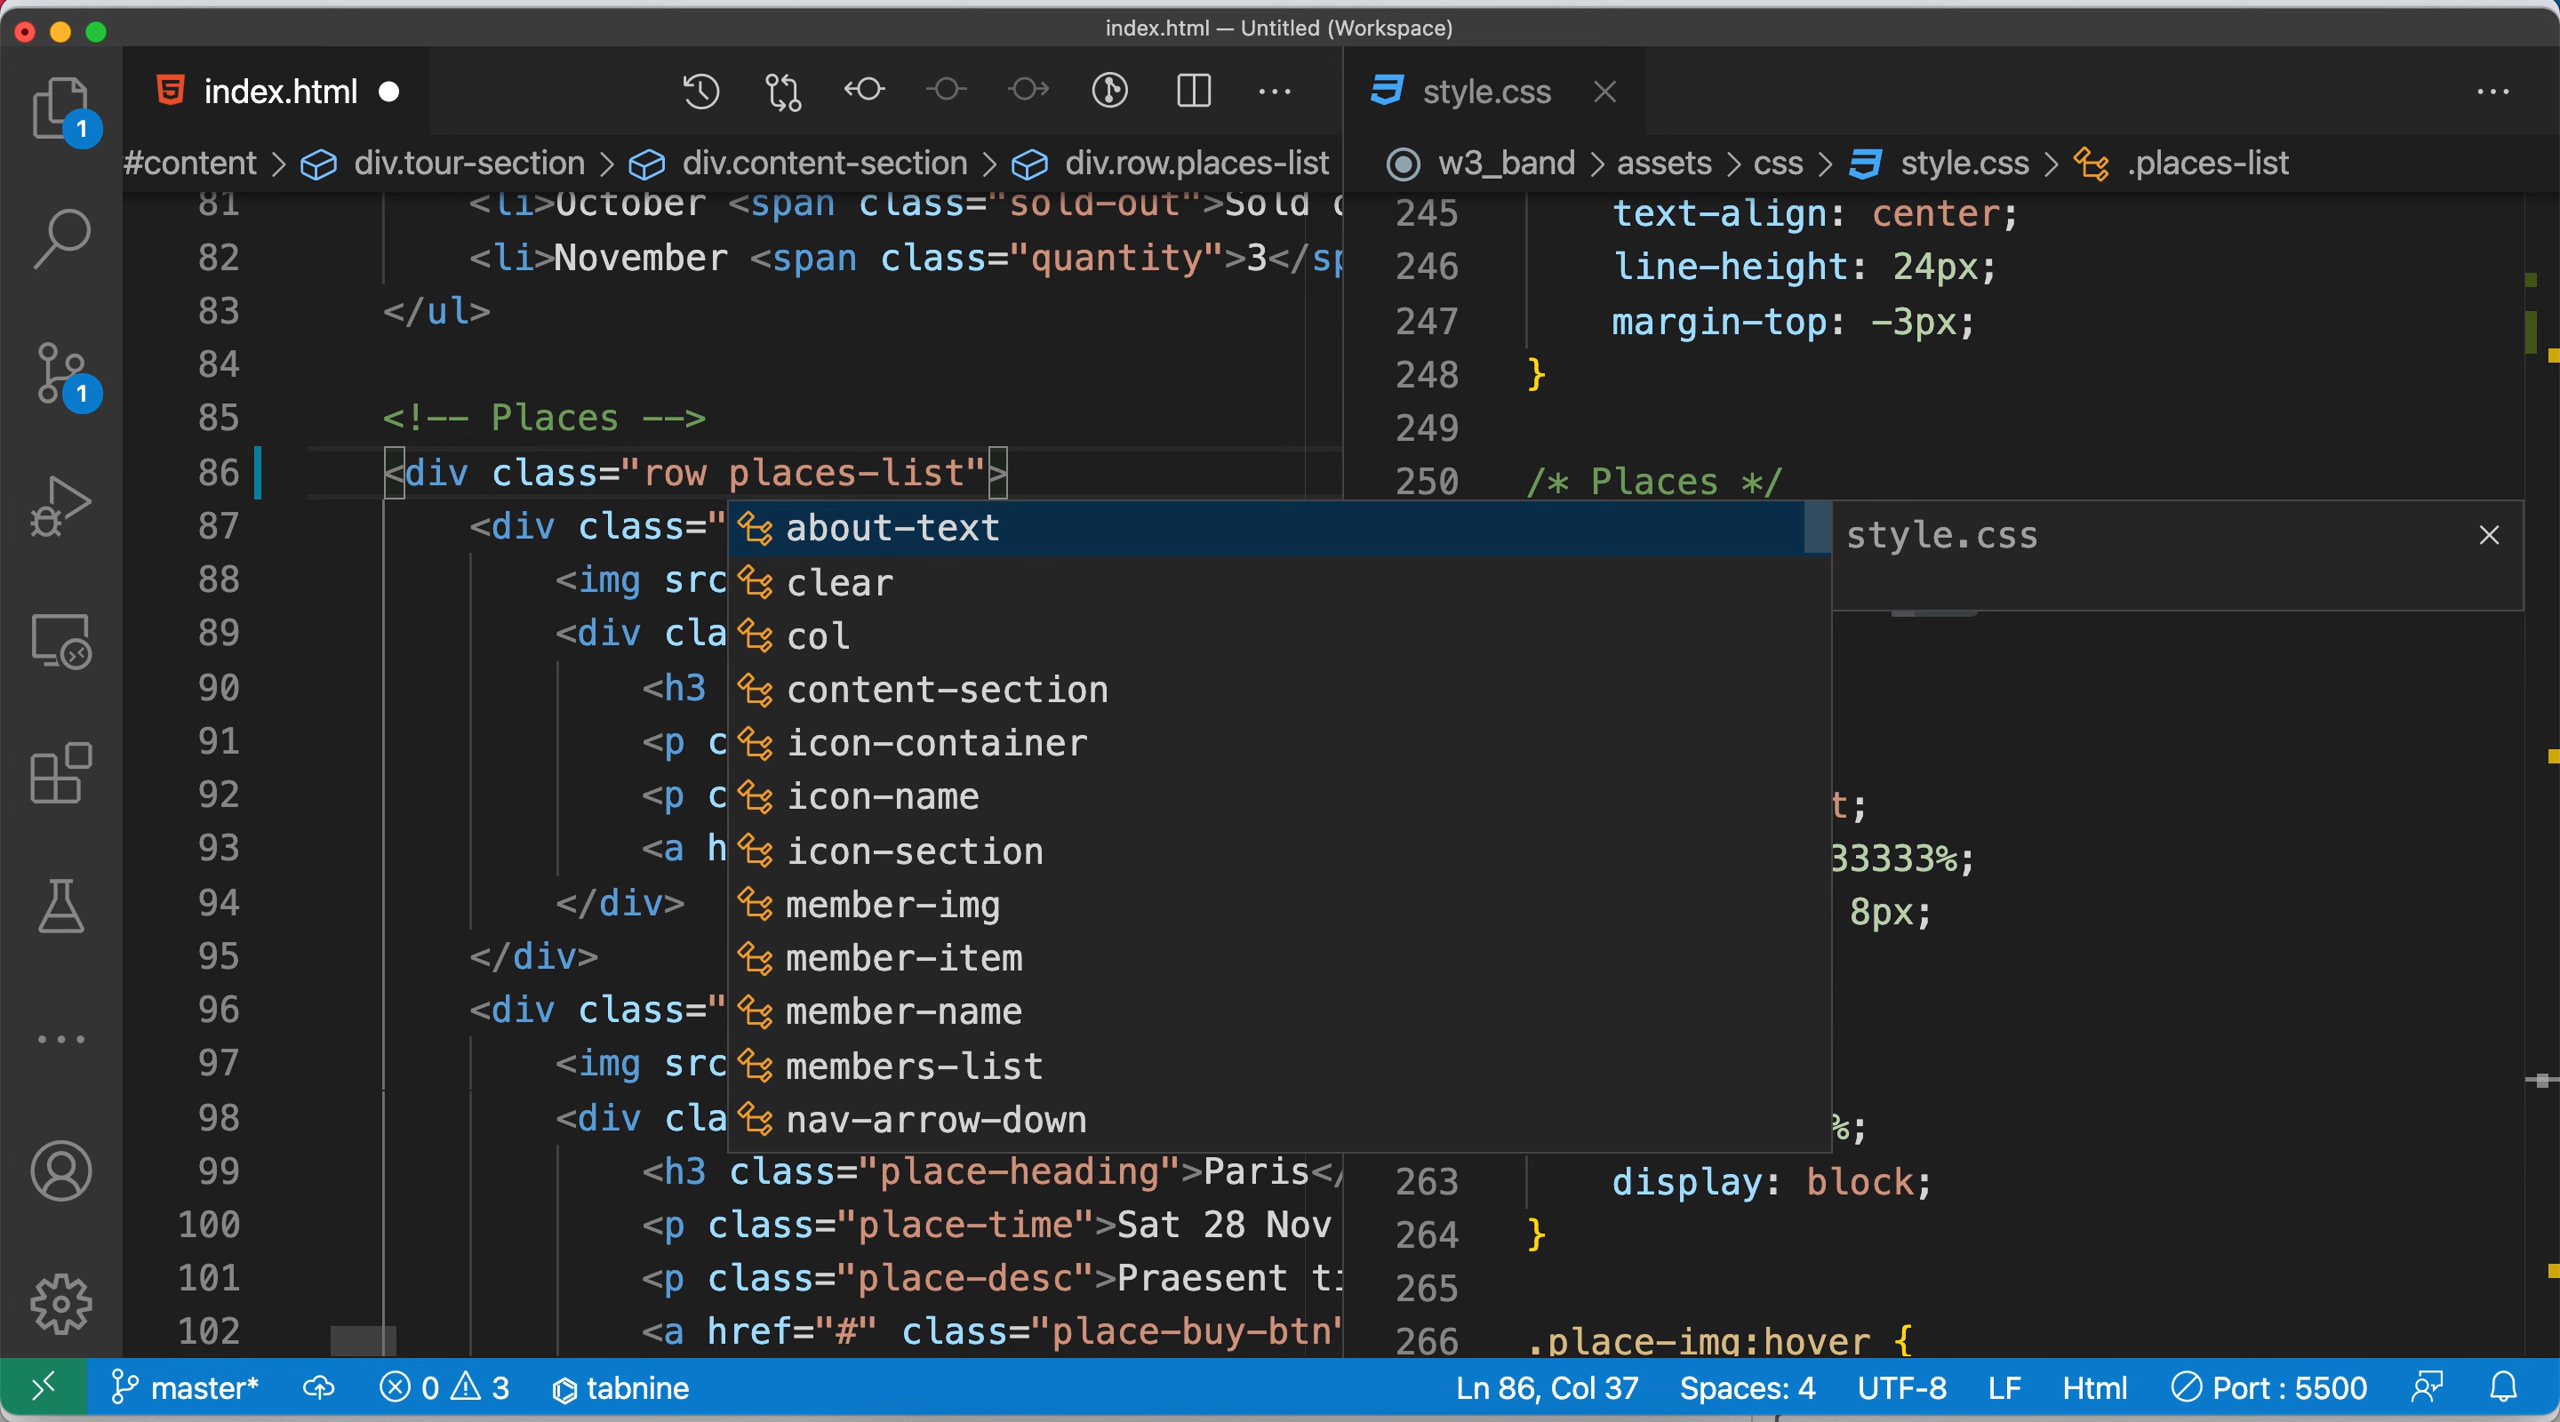 index.html — Untitled (Workspace)
index.html
style.css
#content > div.tour-section > div.content-section > div.row.places-list
w3_band > assets > css > style.css > .places-list
81 <li>October <span class="sold-out">Sold
82 <li>November <span class="quantity">3</sp
83 </ul>
84
85 <!-- Places -->
86 <div class="row places-list">
87 <div class="
88 <img src
89 <div cla
90 <h3
91 <p c
92 <p c
93 <a h
94 </div>
95 </div>
96 <div class="
97 <img src
98 <div cla
99 <h3 class="place-heading">Paris</
100 <p class="place-time">Sat 28 Nov
101 <p class="place-desc">Praesent ti
102 <a href="#" class="place-buy-btn"
about-text
clear
col
content-section
icon-container
icon-name
icon-section
member-img
member-item
member-name
members-list
nav-arrow-down
245 text-align: center;
246 line-height: 24px;
247 margin-top: -3px;
248 }
249
250 /* Places */
style.css
t;
33333%;
8px;
%;
263 display: block;
264 }
265
266 .place-img:hover {
1
1
master*
0
3
tabnine
Ln 86, Col 37
Spaces: 4
UTF-8
LF
Html
Port : 5500